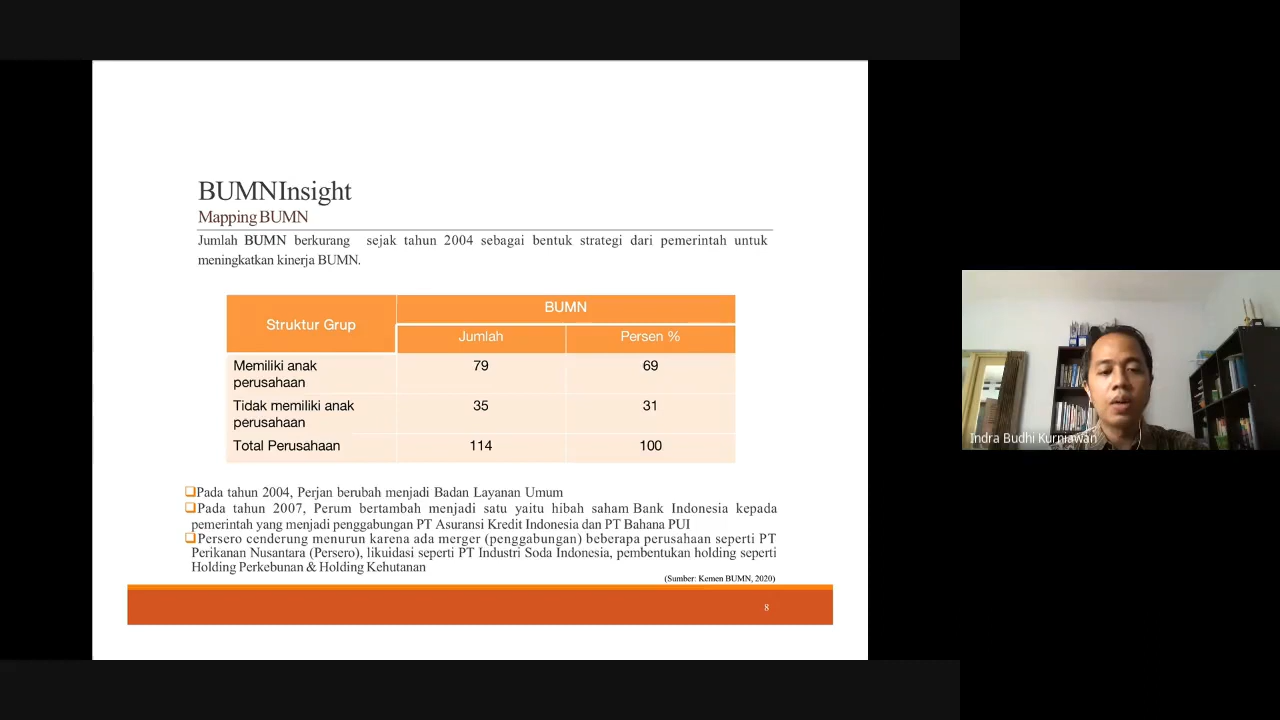 BUMN Insight
Mapping BUMN
Jumlah BUMN berkurang sejak tahun 2004 sebagai bentuk strategi dari pemerintah untuk
meningkatkan kinerja BUMN.
Struktur Grup
BUMN
Jumlah
Persen %
Memiliki anak
perusahaan
79
69
Tidak memiliki anak
perusahaan
35
31
Total Perusahaan
114
100
❑Pada tahun 2004, Perjan berubah menjadi Badan Layanan Umum
❑Pada tahun 2007, Perum bertambah menjadi satu yaitu hibah saham Bank Indonesia kepada
pemerintah yang menjadi penggabungan PT Asuransi Kredit Indonesia dan PT Bahana PUI
❑Persero cenderung menurun karena ada merger (penggabungan) beberapa perusahaan seperti PT
Perikanan Nusantara (Persero), likuidasi seperti PT Industri Soda Indonesia, pembentukan holding seperti
Holding Perkebunan & Holding Kehutanan
(Sumber: Kemen BUMN, 2020)
8
Indra Budhi Kurniawan